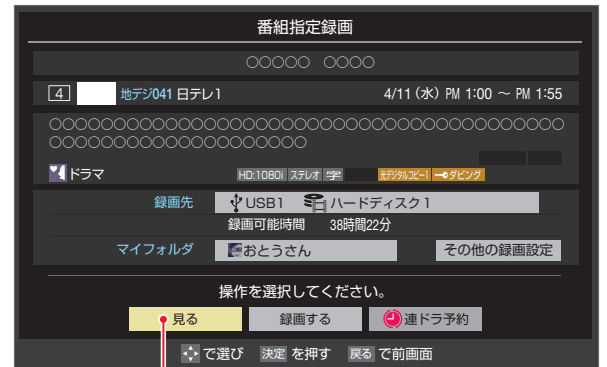 番組指定録画
○○○○○ ○○○○
4 地デジ041 日テレ1 4/11 (水) PM 1:00 ～ PM 1:55
○○○○○○○○○○○○○○○○○○○○○○○○○○○○○○○○○○○○○○○○
○○○○○○○○○○○○○○○○○○○○
ドラマ HD:1080i ステレオ 字 光デジタルコピー1 ダビング
録画先 USB1 ハードディスク1
録画可能時間 38時間22分
マイフォルダ おとうさん その他の録画設定
操作を選択してください。
見る 録画する 連ドラ予約
で選び 決定 を押す 戻る で前画面